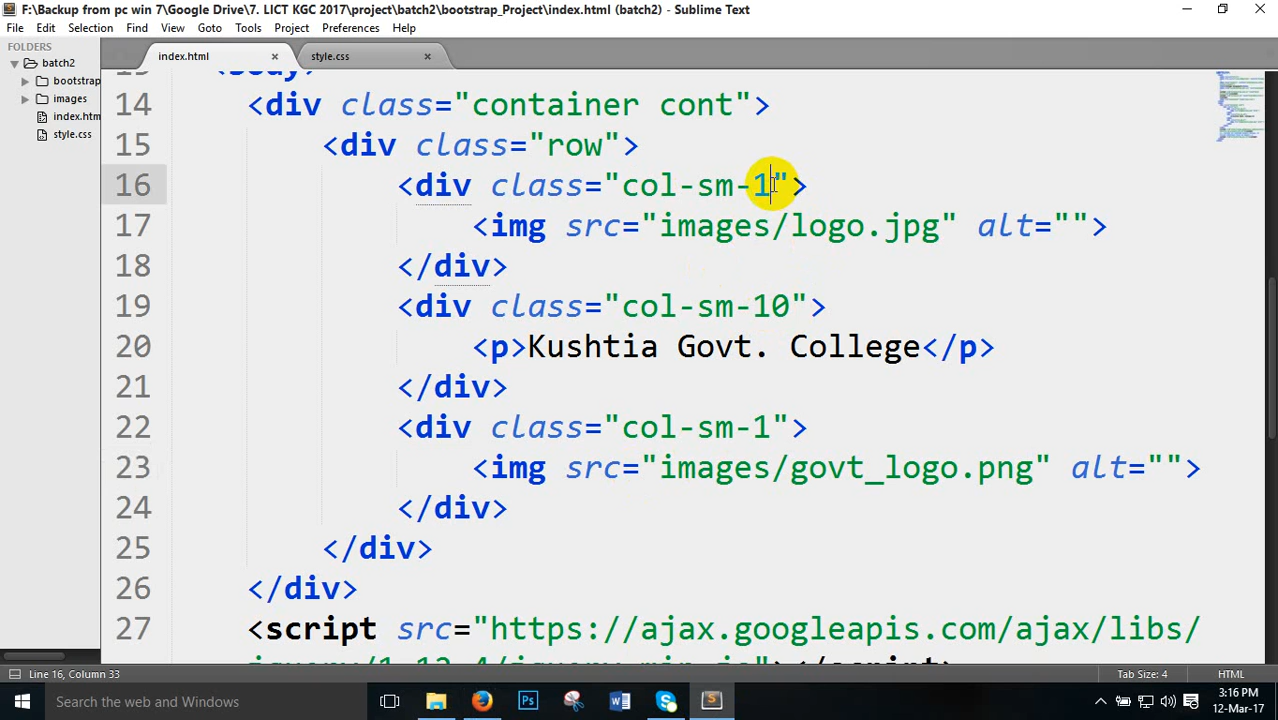 F:\Backup from pc win 7\Google Drive\7. LICT KGC 2017\project\batch2\bootstrap_Project\index.html (batch2) - Sublime Text
File Edit Selection Find View Goto Tools Project Preferences Help
FOLDERS
batch2
bootstrap
images
index.htm
style.css
index.html
style.css
14 <div class="container cont">
15 <div class="row">
16 <div class="col-sm-1">
17 <img src="images/logo.jpg" alt="">
18 </div>
19 <div class="col-sm-10">
20 <p>Kushtia Govt. College</p>
21 </div>
22 <div class="col-sm-1">
23 <img src="images/govt_logo.png" alt="">
24 </div>
25 </div>
26 </div>
27 <script src="https://ajax.googleapis.com/ajax/libs/
Line 16, Column 33
Tab Size: 4
HTML
Search the web and Windows
3:16 PM
12-Mar-17